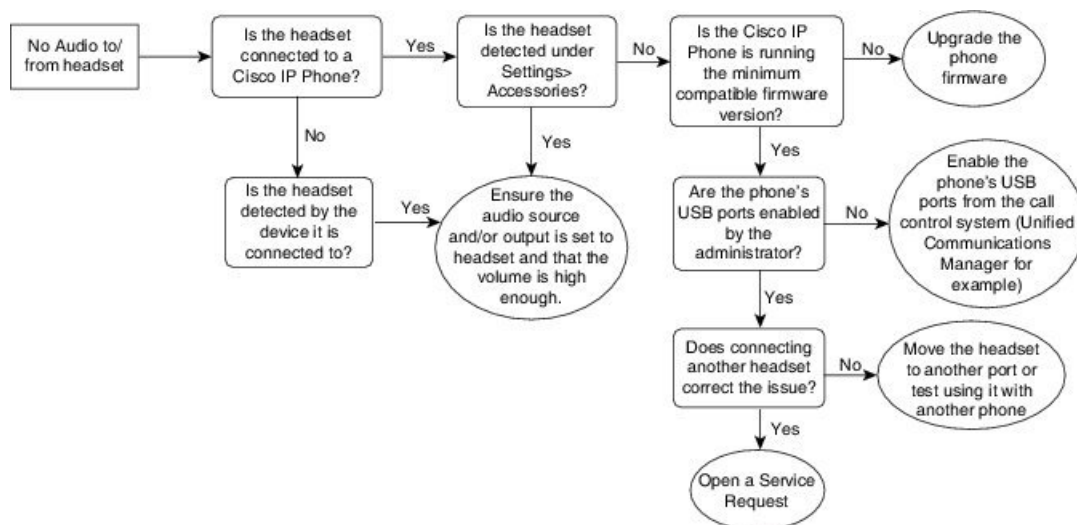 No Audio to/
from headset
Is the headset
connected to a
Cisco IP Phone?
Yes
Is the headset
detected under
Settings>
Accessories?
No
Is the Cisco IP
Phone is running
the minimum
compatible firmware
version?
No
Upgrade the
phone
firmware
No
Yes
Yes
Is the headset
detected by the
device it is
connected to?
Yes
Ensure the
audio source
and/or output is set to
headset and that the
volume is high
enough.
Are the phone's
USB ports enabled
by the
administrator?
No
Enable the
phone's USB
ports from the call
control system (Unified
Communications
Manager for
example)
Yes
Does connecting
another headset
correct the issue?
No
Move the headset
to another port or
test using it with
another phone
Yes
Open a Service
Request